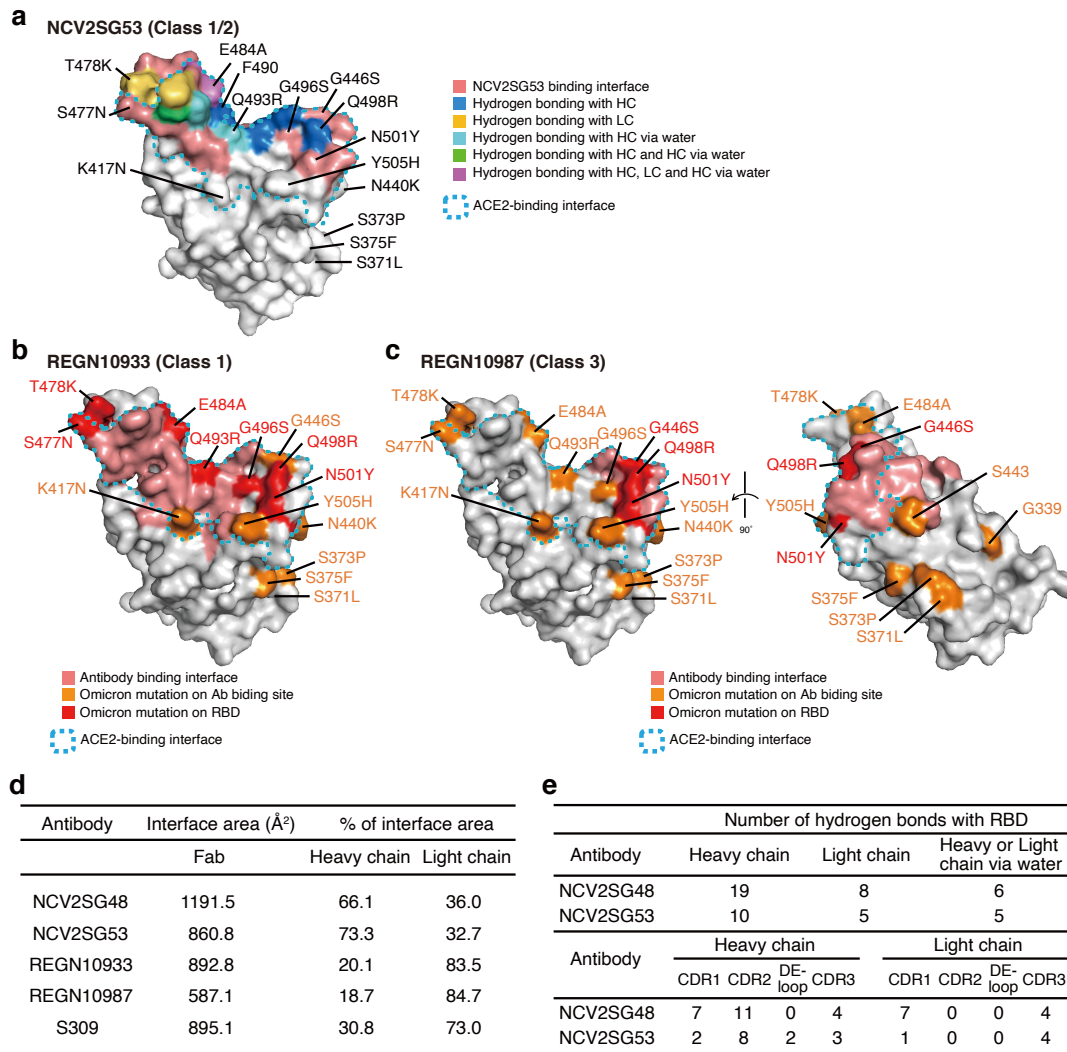 a
NCV2SG53 (Class 1/2)
E484A
T478K
F490
G446S
G496S
Q493R
Q498R
S477N
N501Y
Y505H
K417N
N440K
S373P
S375F
S371L
NCV2SG53 binding interface
Hydrogen bonding with HC
Hydrogen bonding with LC
Hydrogen bonding with HC via water
Hydrogen bonding with HC and HC via water
Hydrogen bonding with HC, LC and HC via water
ACE2-binding interface
b
REGN10933 (Class 1)
T478K
E484A
G446S
G496S
Q493R
Q498R
S477N
N501Y
K417N
Y505H
N440K
S373P
S375F
S371L
Antibody binding interface
Omicron mutation on Ab biding site
Omicron mutation on RBD
ACE2-binding interface
c
REGN10987 (Class 3)
T478K
E484A
G446S
G496S
Q493R
Q498R
S477N
N501Y
K417N
Y505H
N440K
S373P
S375F
S371L
90°
T478K
E484A
G446S
Q498R
S443
Y505H
G339
N501Y
S375F
S373P
S371L
Antibody binding interface
Omicron mutation on Ab biding site
Omicron mutation on RBD
ACE2-binding interface
d
Antibody Interface area (Å²) % of interface area
Fab Heavy chain Light chain
NCV2SG48 1191.5 66.1 36.0
NCV2SG53 860.8 73.3 32.7
REGN10933 892.8 20.1 83.5
REGN10987 587.1 18.7 84.7
S309 895.1 30.8 73.0
e
Number of hydrogen bonds with RBD
Antibody Heavy chain Light chain Heavy or Light
chain via water
NCV2SG48 19 8 6
NCV2SG53 10 5 5
Antibody Heavy chain Light chain
CDR1 CDR2 DE-
loop CDR3 CDR1 CDR2 DE-
loop CDR3
NCV2SG48 7 11 0 4 7 0 0 4
NCV2SG53 2 8 2 3 1 0 0 4